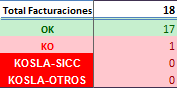 Total Facturaciones 18
OK 17
KO 1
KOSLA-SICC 0
KOSLA-OTROS 0